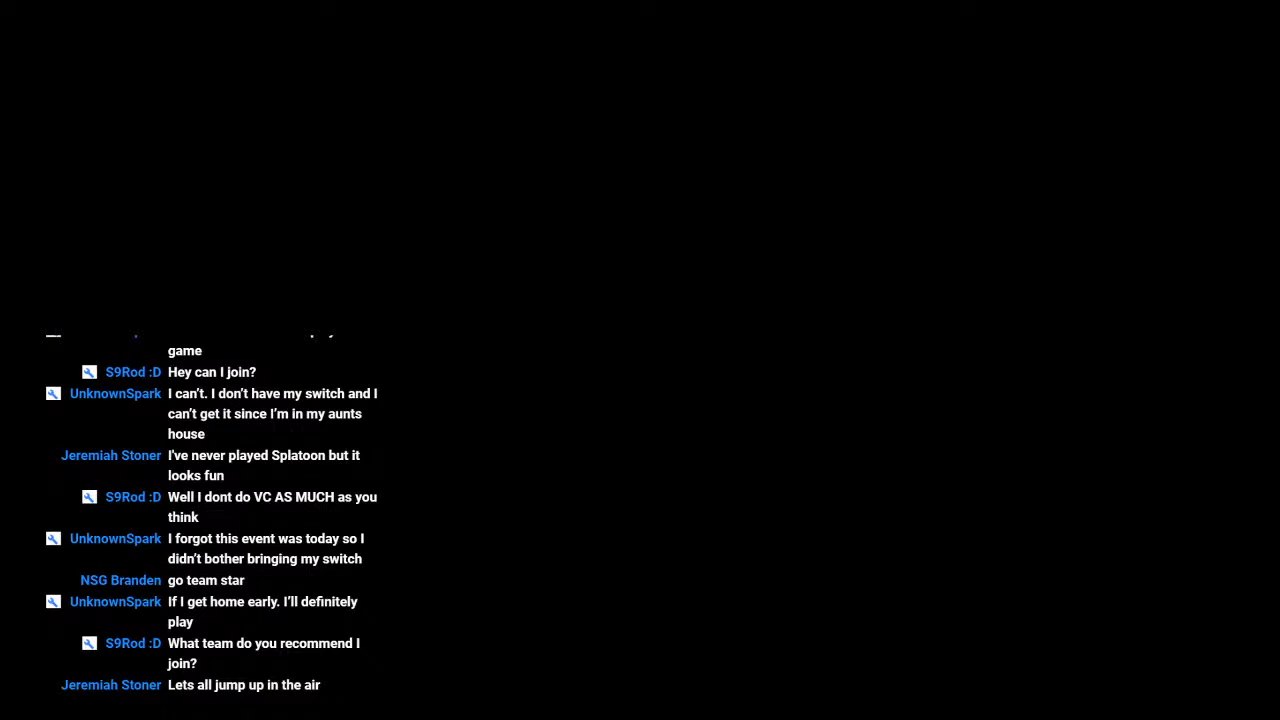 game
S9Rod :D Hey can I join?
UnknownSpark I can’t. I don’t have my switch and I
can’t get it since I’m in my aunts
house
Jeremiah Stoner I've never played Splatoon but it
looks fun
S9Rod :D Well I dont do VC AS MUCH as you
think
UnknownSpark I forgot this event was today so I
didn’t bother bringing my switch
NSG Branden go team star
UnknownSpark If I get home early. I’ll definitely
play
S9Rod :D What team do you recommend I
join?
Jeremiah Stoner Lets all jump up in the air